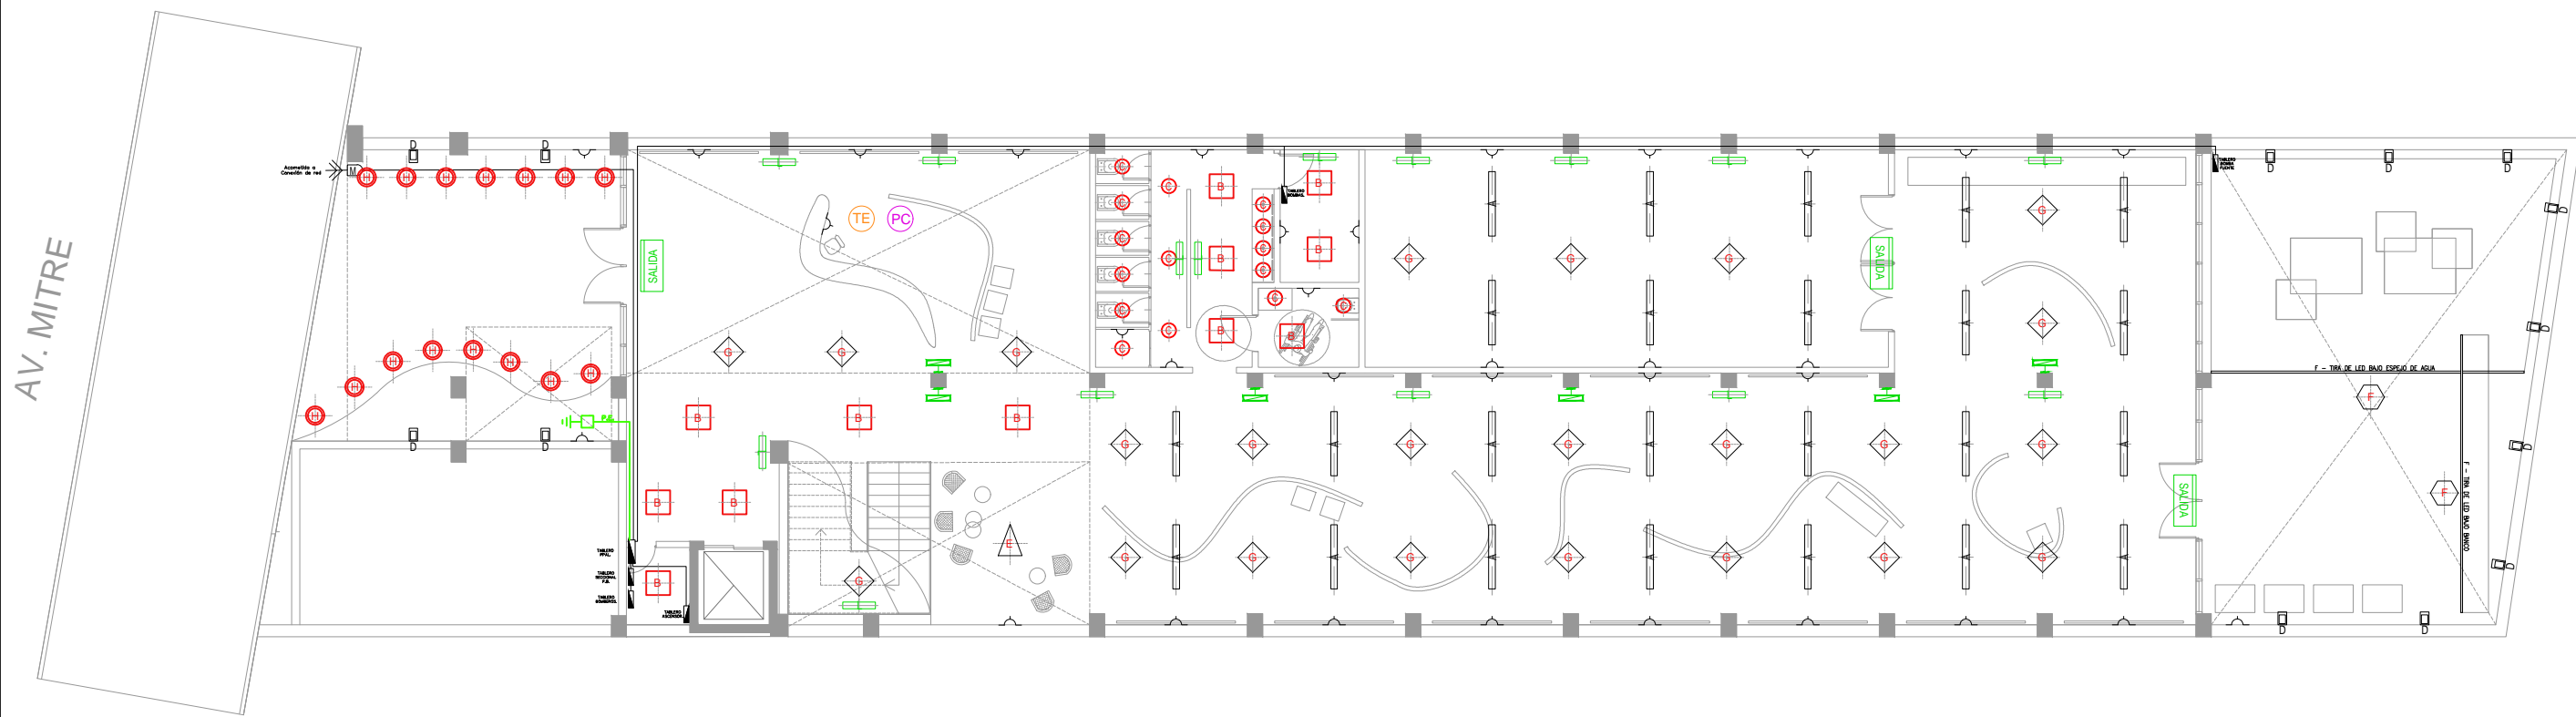 AV. MITRE
Acometida o
Conexión de red
M
D D
H H H H H H H
H H H H H H H H
D D
P.E.
SALIDA
TE PC
G G G
B B B
B B
B
G
E
TABLERO
PPAL.
TABLERO
SECCIONAL
P.B.
TABLERO
BOMBEROS
TABLERO
ASCENSOR
C C C C C C
C C C
B B B
C C C C
TABLERO
BOMBAS
B B
C C
B
A A A
G G G
A A A
SALIDA
A G A
A G A
G A G A G A G A G A G A G A
G A G A G A G A G A G A G A
SALIDA
TABLERO
BOMBA
FUENTE
D D D
D
D
D
D
D D
F - TIRA DE LED BAJO ESPEJO DE AGUA
F
F
F - TIRA DE LED BAJO BANCO